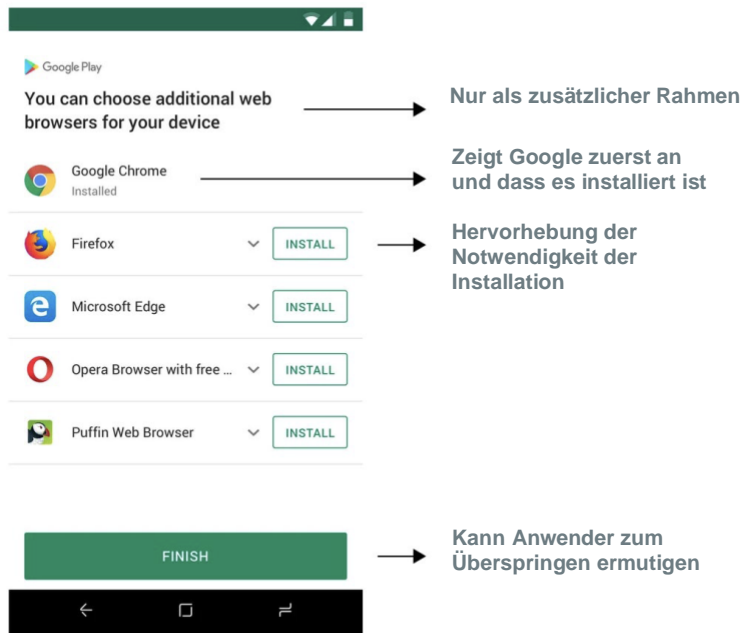 Google Play
You can choose additional web
browsers for your device
Nur als zusätzlicher Rahmen
Google Chrome
Installed
Zeigt Google zuerst an
und dass es installiert ist
Firefox
INSTALL
Hervorhebung der
Notwendigkeit der
Installation
Microsoft Edge
INSTALL
Opera Browser with free ...
INSTALL
Puffin Web Browser
INSTALL
FINISH
Kann Anwender zum
Überspringen ermutigen